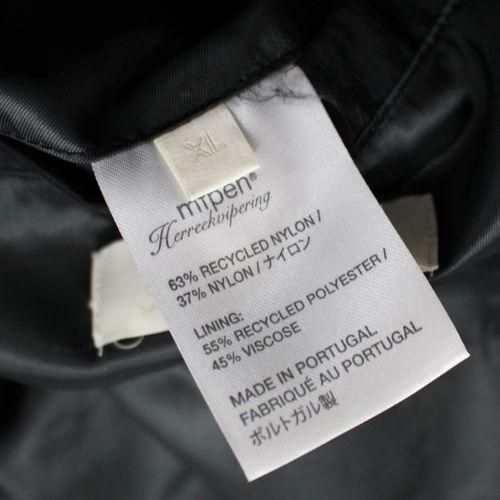 XL
mfpen®
Herreekvipering
63% RECYCLED NYLON /
37% NYLON / ナイロン
LINING:
55% RECYCLED POLYESTER /
45% VISCOSE
MADE IN PORTUGAL
FABRIQUÉ AU PORTUGAL
ポルトガル製